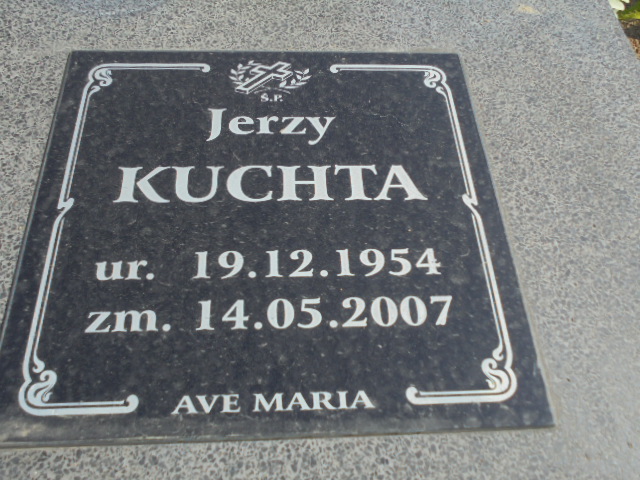 Ś.P.
Jerzy
KUCHTA
ur. 19.12.1954
zm. 14.05.2007
AVE MARIA